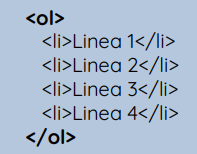 <ol>
<li>Linea 1</li>
<li>Linea 2</li>
<li>Linea 3</li>
<li>Linea 4</li>
</ol>